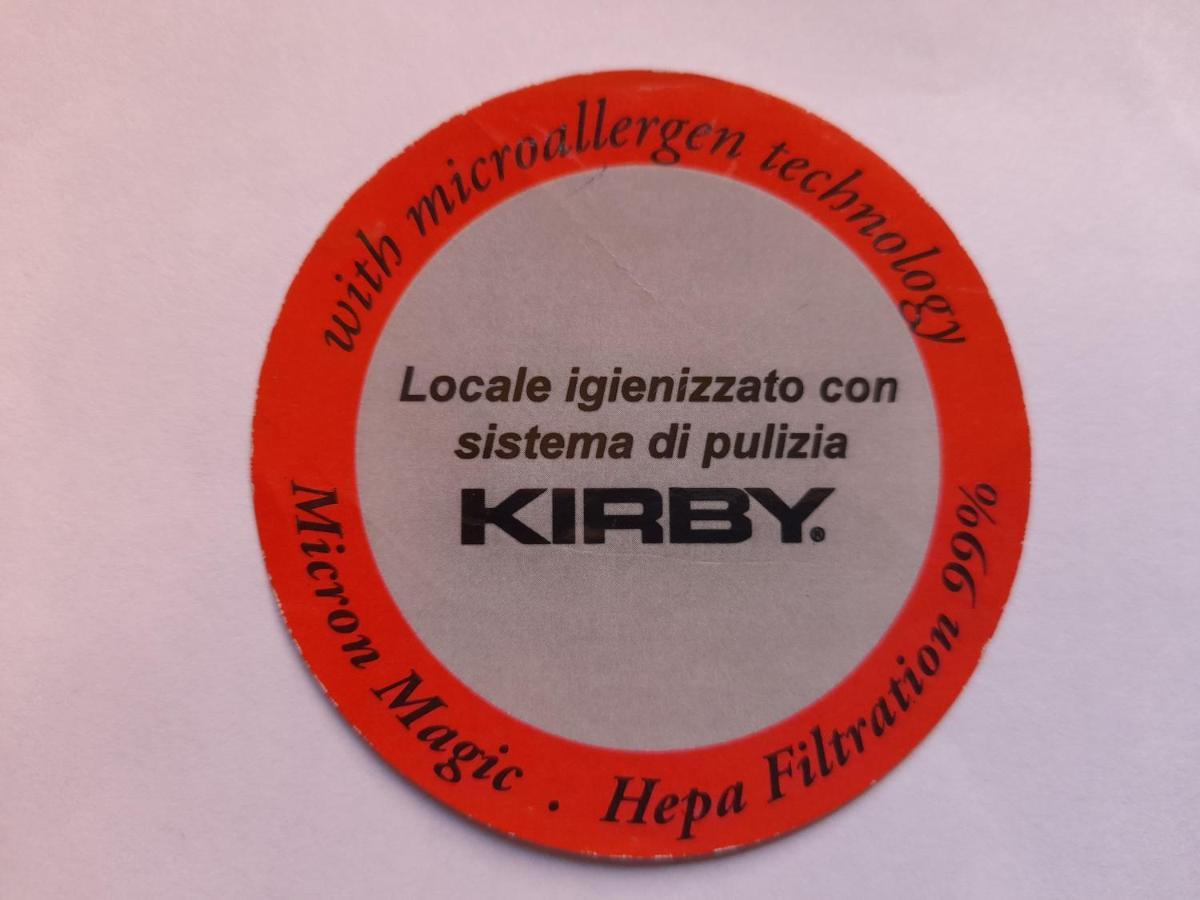 with microallergen technology
Locale igienizzato con
sistema di pulizia
KIRBY®
Micron Magic . Hepa Filtration 99%